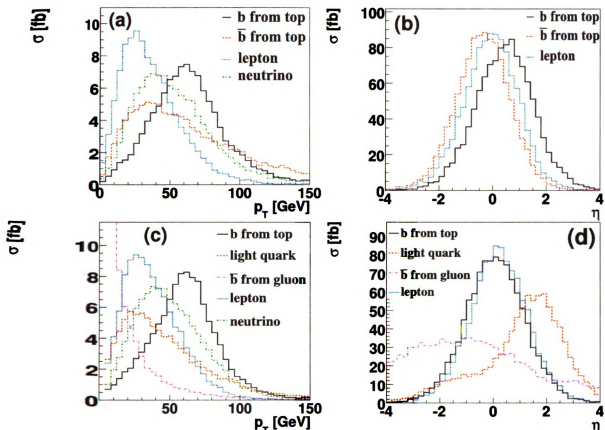 (a)
b from top
b̄ from top
lepton
neutrino
σ [fb]
8
6
4
2
0
0
50
100
150
p_T [GeV]
(b)
b from top
b̄ from top
lepton
σ [fb]
100
80
60
40
20
0
-4
-2
0
2
4
η
(c)
b from top
light quark
b̄ from gluon
lepton
neutrino
σ [fb]
10
8
6
4
2
0
0
50
100
150
p_T [GeV]
(d)
b from top
light quark
b̄ from gluon
lepton
σ [fb]
90
80
70
60
50
40
30
20
10
0
-4
-2
0
2
4
η